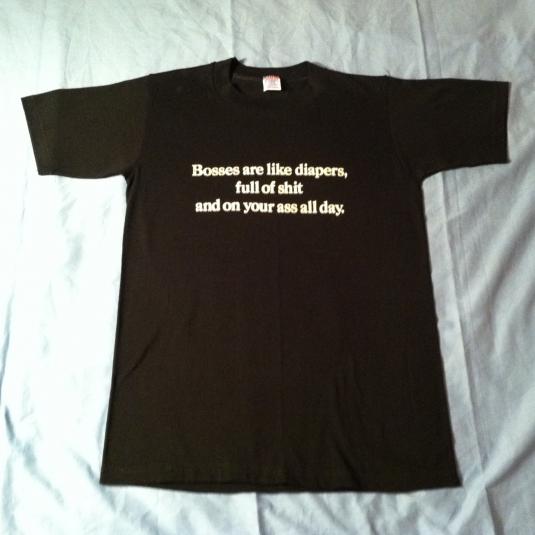 Bosses are like diapers,
full of shit
and on your ass all day.